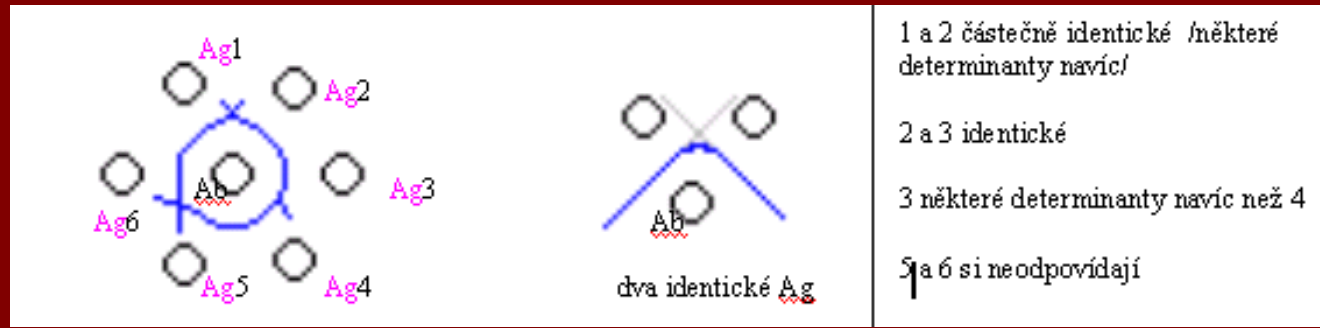 Ag1
Ag2
Ab
Ag3
Ag6
Ag5
Ag4
Ab
dva identické Ag
1 a 2 částečně identické /některé
determinanty navíc/
2 a 3 identické
3 některé determinanty navíc než 4
5 a 6 si neodpovídají